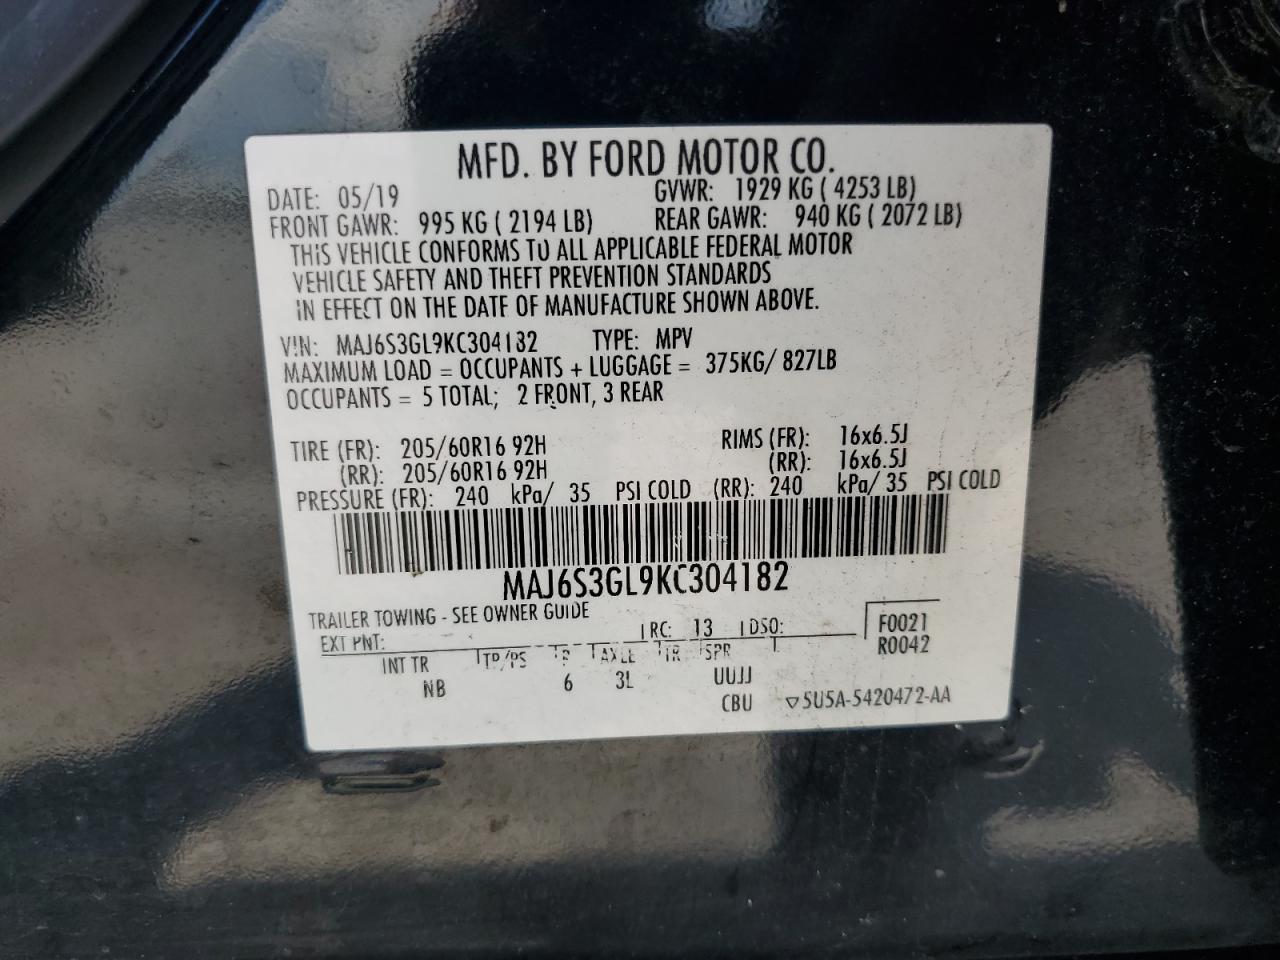 MFD. BY FORD MOTOR CO.
DATE: 05/19 GVWR: 1929 KG ( 4253 LB)
FRONT GAWR: 995 KG ( 2194 LB) REAR GAWR: 940 KG ( 2072 LB)
THIS VEHICLE CONFORMS TO ALL APPLICABLE FEDERAL MOTOR
VEHICLE SAFETY AND THEFT PREVENTION STANDARDS
IN EFFECT ON THE DATE OF MANUFACTURE SHOWN ABOVE.
VIN: MAJ6S3GL9KC304182 TYPE: MPV
MAXIMUM LOAD = OCCUPANTS + LUGGAGE = 375KG/ 827LB
OCCUPANTS = 5 TOTAL; 2 FRONT, 3 REAR
TIRE (FR): 205/60R16 92H RIMS (FR): 16x6.5J
(RR): 205/60R16 92H (RR): 16x6.5J
PRESSURE (FR): 240 kPa/ 35 PSI COLD (RR): 240 kPa/ 35 PSI COLD
MAJ6S3GL9KC304182
TRAILER TOWING - SEE OWNER GUIDE
EXT PNT: RC: 13 DSO: F0021
R0042
INT TR TP/PS R AXLE TR SPR
NB 6 3L UUJJ
CBU ▽5U5A-5420472-AA